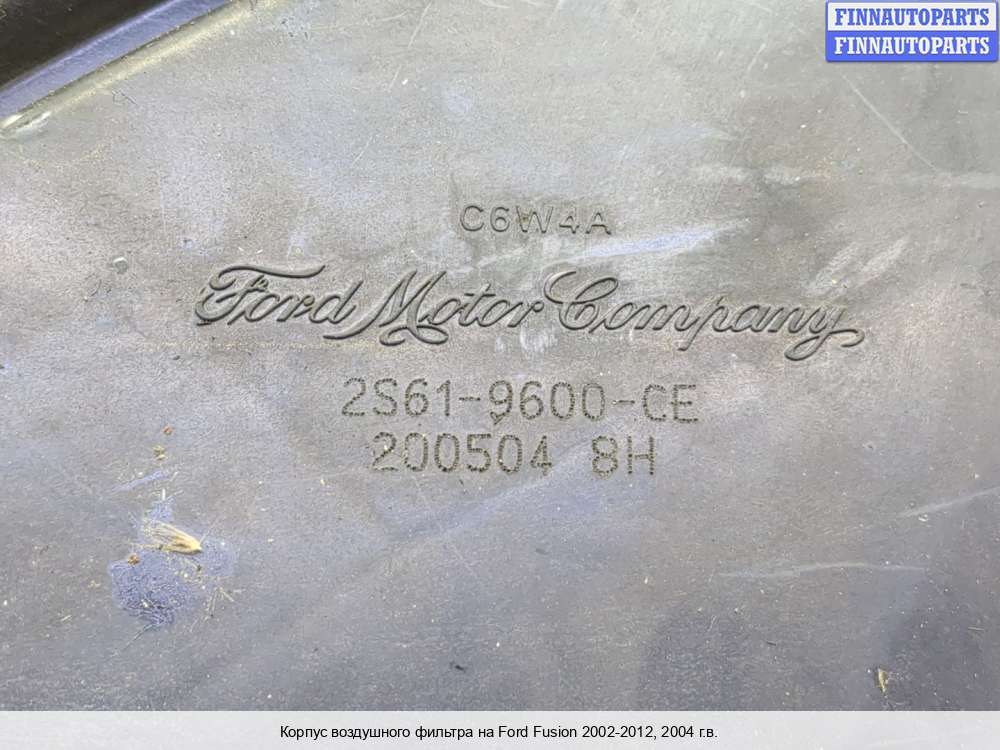 FINNAUTOPARTS
FINNAUTOPARTS
C6W4A
Ford Motor Company
2S61-9600-CE
200504 8H
Корпус воздушного фильтра на Ford Fusion 2002-2012, 2004 г.в.